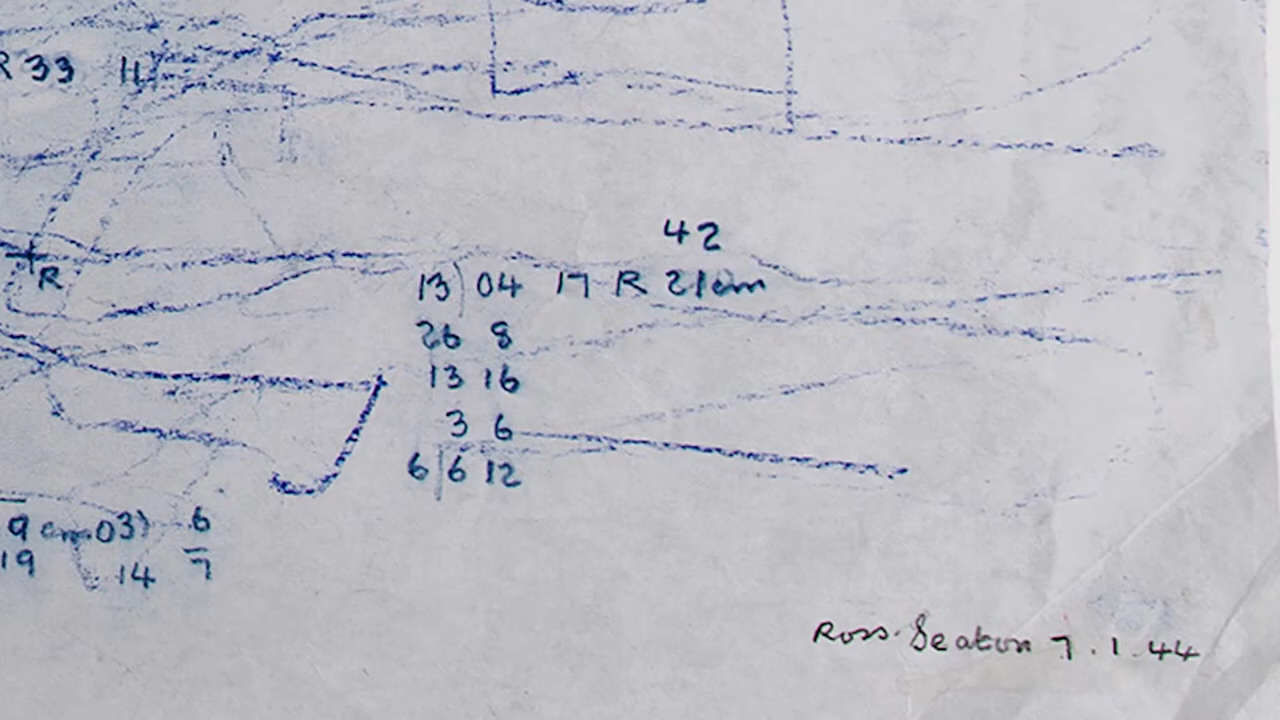 R 33 11
42
R
13) 04 17 R 21cm
26 8
13 16
3 6
6|6 12
9 cm 03) 6
19 14 7
Ross. Seaton 7.1.44